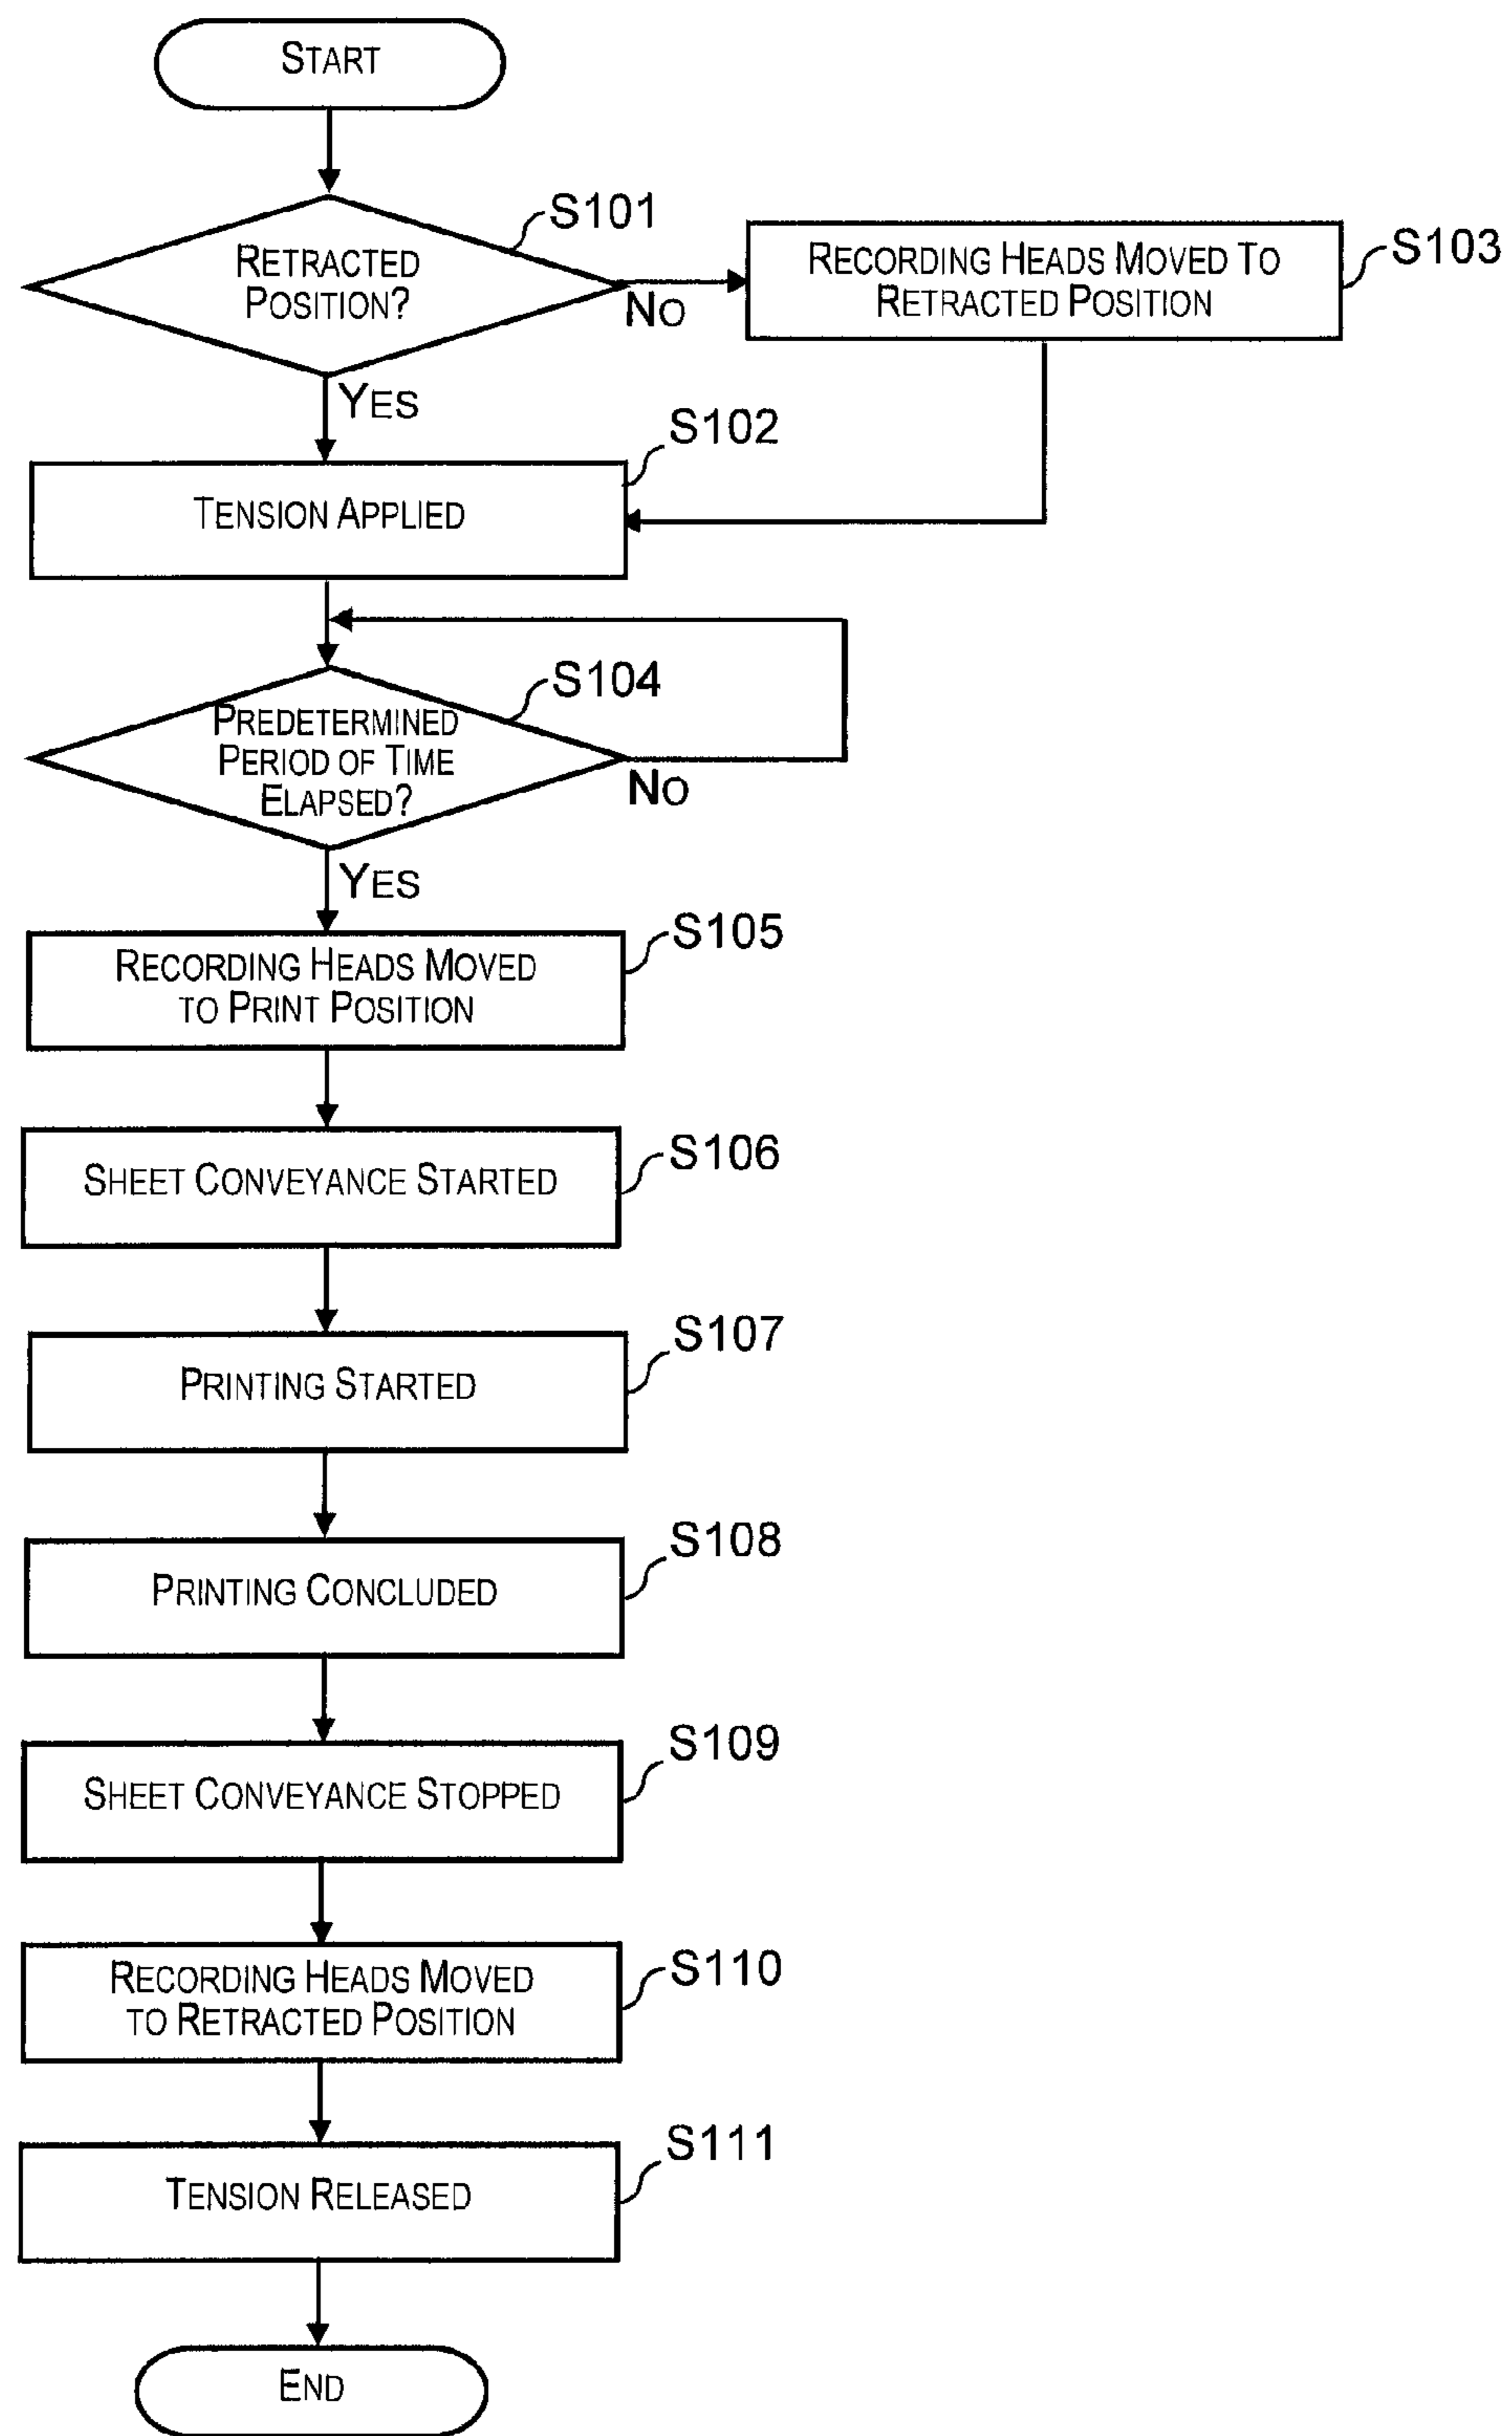 START
S101
RETRACTED
POSITION?
NO
RECORDING HEADS MOVED TO
RETRACTED POSITION
S103
YES
S102
TENSION APPLIED
S104
PREDETERMINED
PERIOD OF TIME
ELAPSED?
NO
YES
S105
RECORDING HEADS MOVED
TO PRINT POSITION
S106
SHEET CONVEYANCE STARTED
S107
PRINTING STARTED
S108
PRINTING CONCLUDED
S109
SHEET CONVEYANCE STOPPED
S110
RECORDING HEADS MOVED
TO RETRACTED POSITION
S111
TENSION RELEASED
END